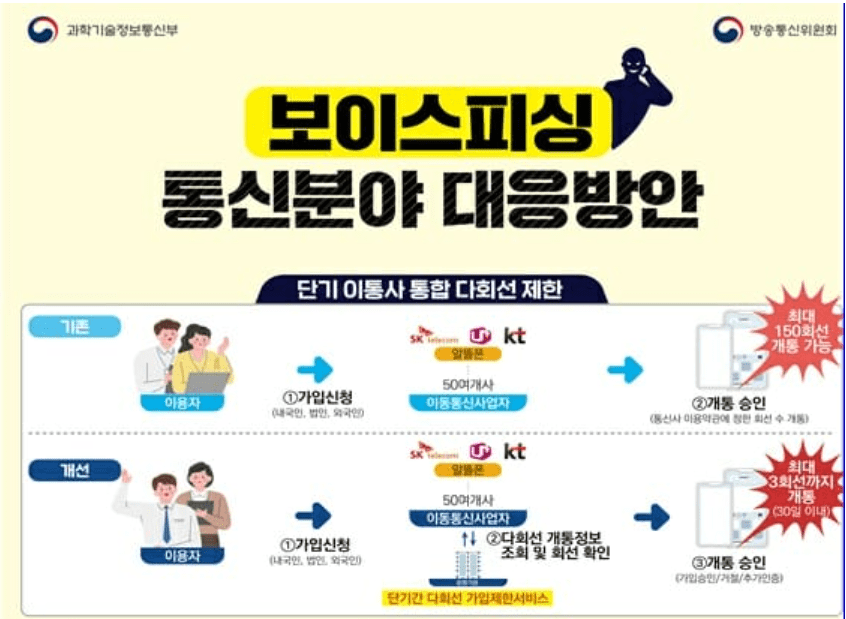 과학기술정보통신부
방송통신위원회
보이스피싱
통신분야 대응방안
단기 이통사 통합 다회선 제한
기존
이용자
①가입신청
(내국인, 법인, 외국인)
SK telecom U+ kt
알뜰폰
50여개사
이동통신사업자
최대
150회선
개통 가능
②개통 승인
(통신사 이용약관에 정한 회선 수 개통)
개선
이용자
①가입신청
(내국인, 법인, 외국인)
SK telecom U+ kt
알뜰폰
50여개사
이동통신사업자
②다회선 개통정보
조회 및 회선 확인
단기간 다회선 가입제한서비스
최대
3회선까지
개통
(30일 이내)
③개통 승인
(가입승인/거절/추가인증)